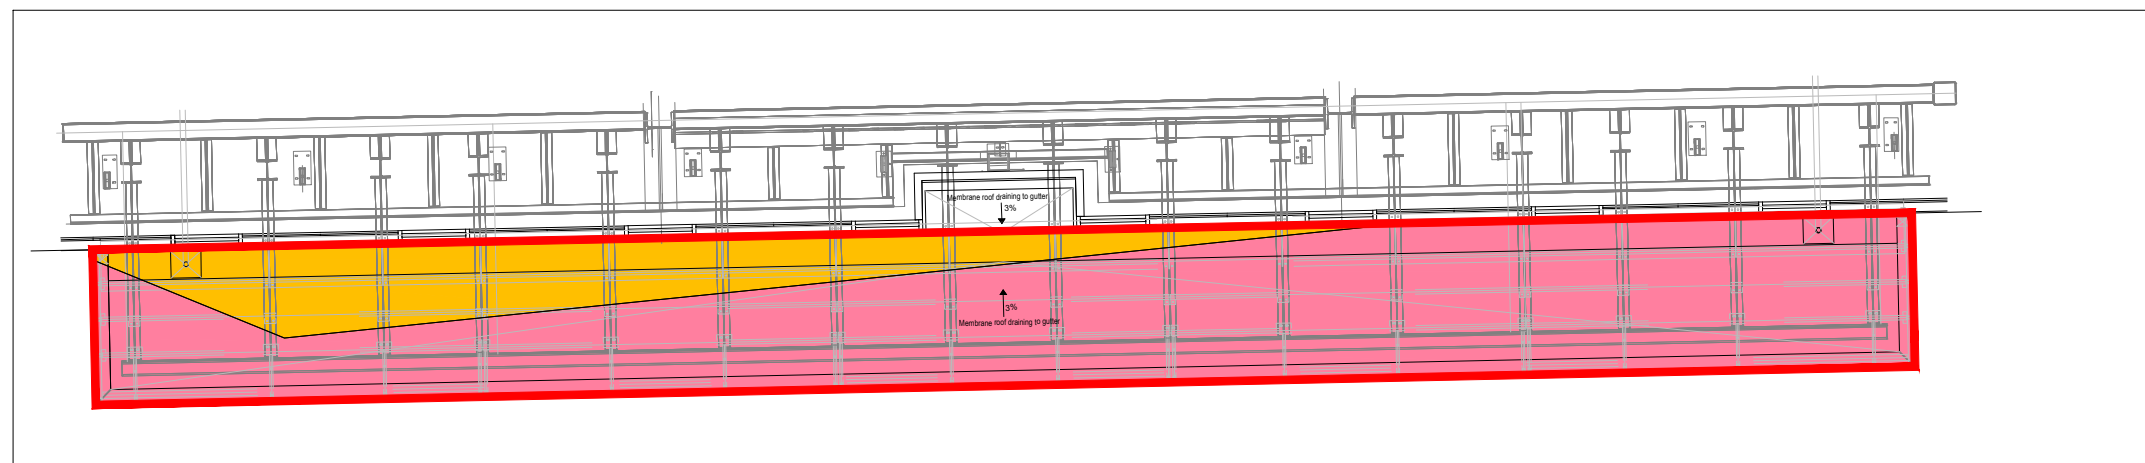 Membrane roof draining to gutter
3%
3%
Membrane roof draining to gutter